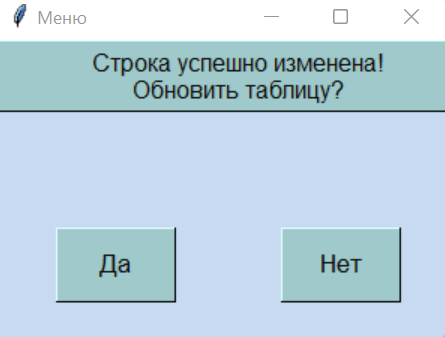 Меню
Строка успешно изменена!
Обновить таблицу?
Да
Нет